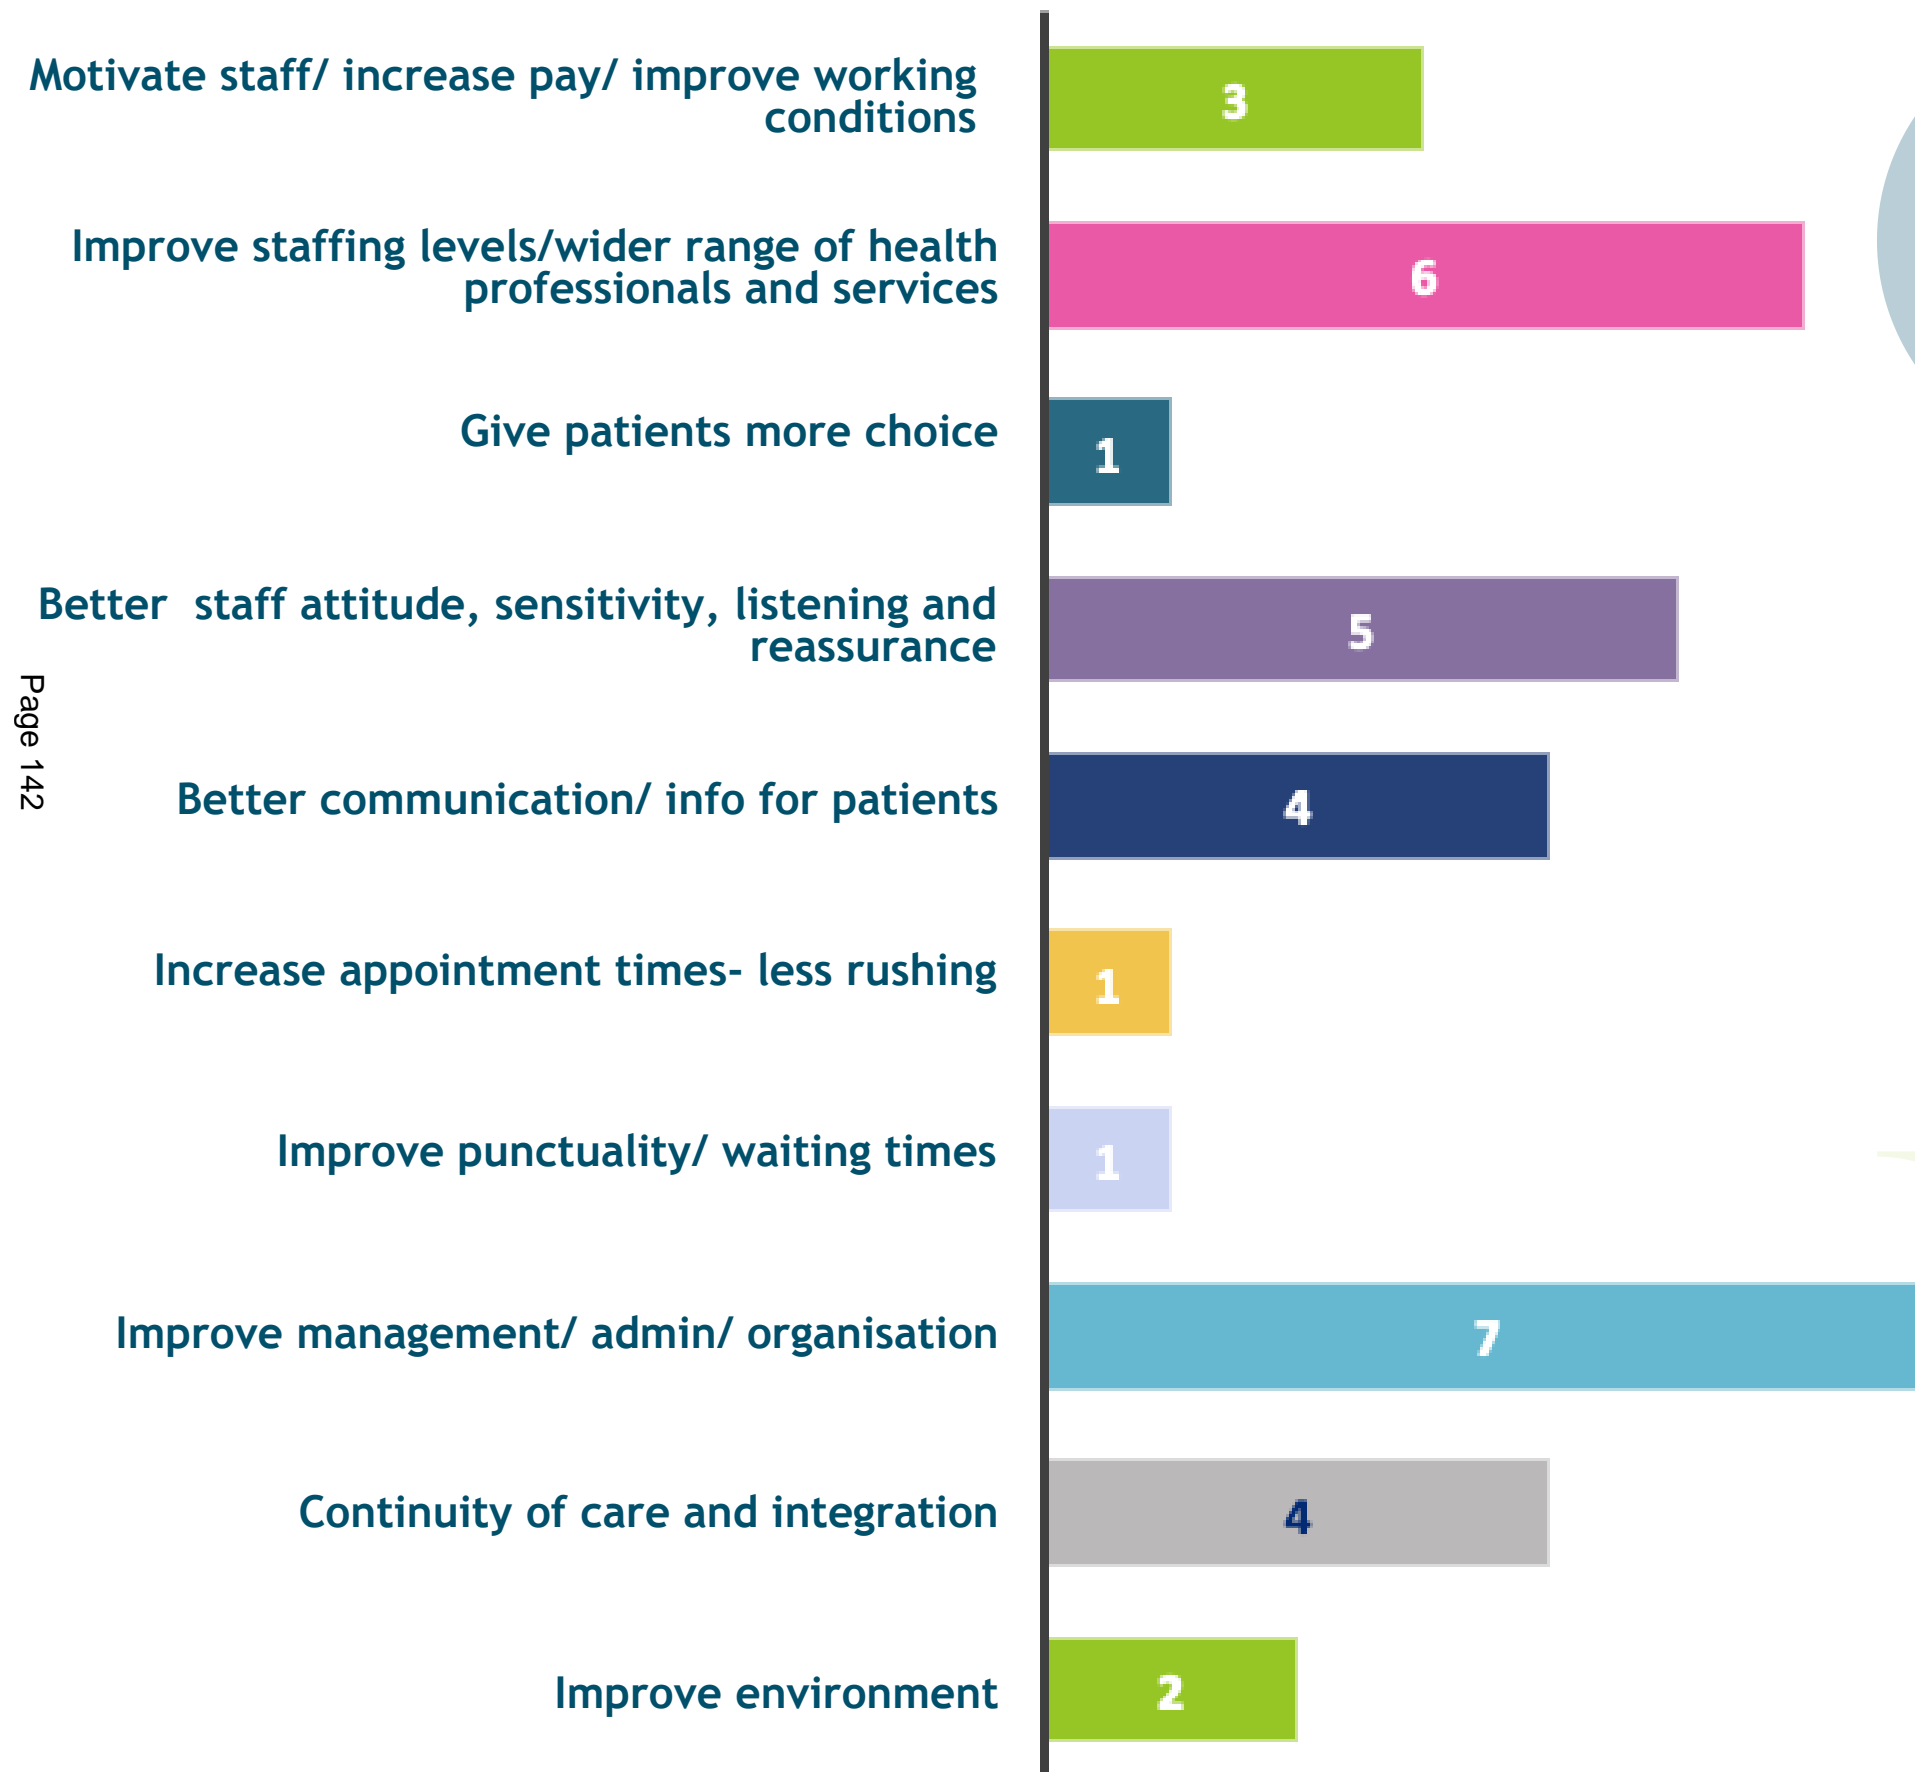 Motivate staff/ increase pay/ improve working
conditions
3
Improve staffing levels/wider range of health
professionals and services
6
Give patients more choice
1
Better  staff attitude, sensitivity, listening and
reassurance
5
Page 142
Better communication/ info for patients
4
Increase appointment times- less rushing
1
Improve punctuality/ waiting times
1
Improve management/ admin/ organisation
7
Continuity of care and integration
4
Improve environment
2